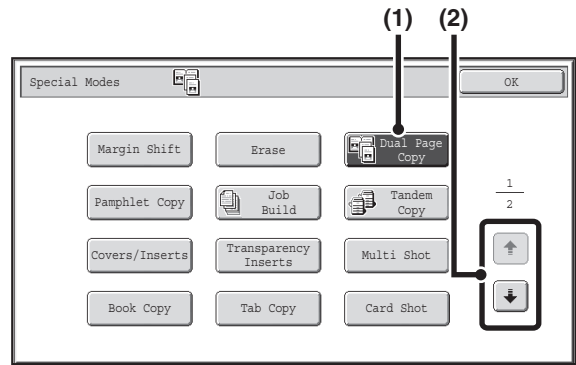 (1) (2)
Special Modes
OK
Margin Shift
Erase
Dual Page
Copy
Pamphlet Copy
Job
Build
Tandem
Copy
1
2
Covers/Inserts
Transparency
Inserts
Multi Shot
Book Copy
Tab Copy
Card Shot